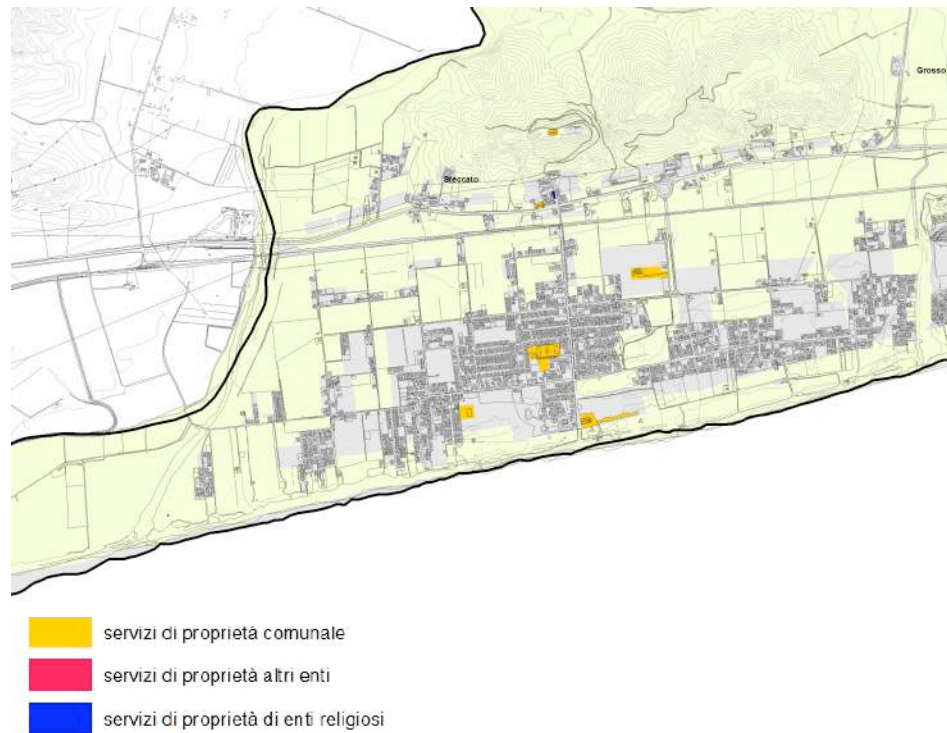 Grosso
Steccato
servizi di proprietà comunale
servizi di proprietà altri enti
servizi di proprietà di enti religiosi